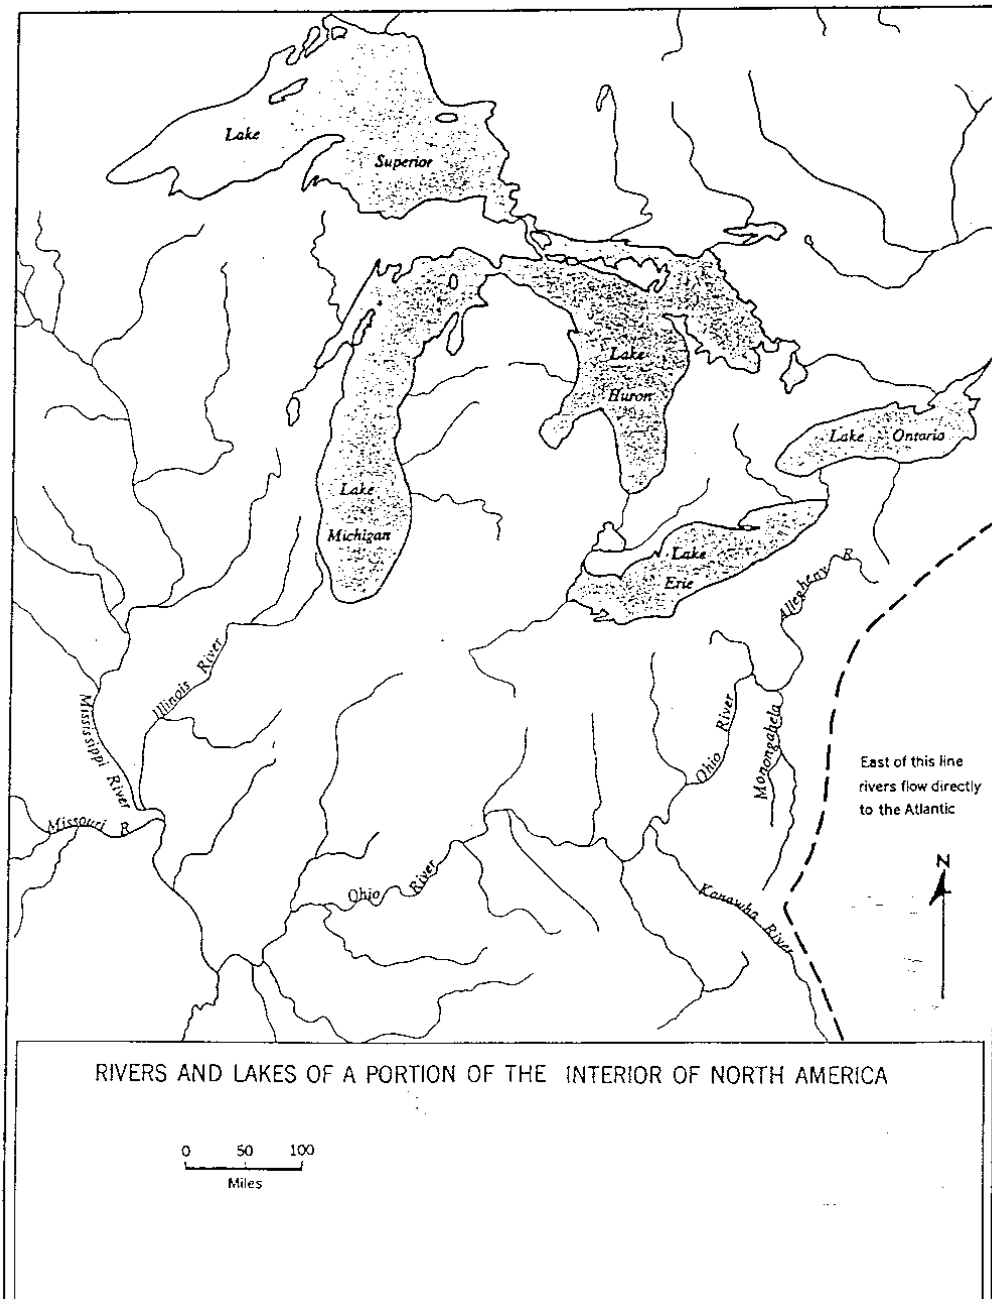 Lake
Superior
Lake
Huron
Lake Ontario
Lake
Michigan
Lake
Erie
Allegheny R
Illinois River
Mississippi River
Ohio River
Monongahela
East of this line
rivers flow directly
to the Atlantic
Missouri R
N
Ohio River
Kanawha River
RIVERS AND LAKES OF A PORTION OF THE INTERIOR OF NORTH AMERICA
0 50 100
Miles